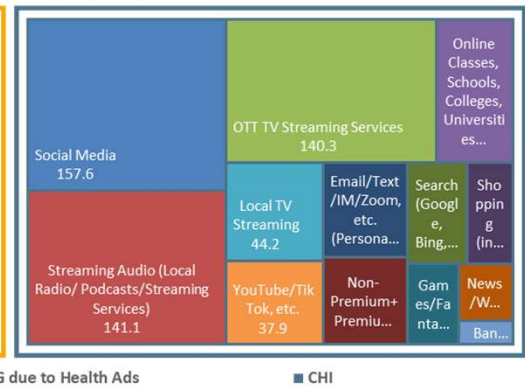 Social Media
157.6
Streaming Audio (Local
Radio/ Podcasts/Streaming
Services)
141.1
OTT TV Streaming Services
140.3
Local TV
Streaming
44.2
YouTube/Tik
Tok, etc.
37.9
Online
Classes,
Schools,
Colleges,
Universiti
es...
Email/Text
/IM/Zoom,
etc.
(Persona...
Non-
Premium+
Premiu...
Search
(Googl
e,
Bing,...
Sho
ppin
g
(in...
Gam
es/Fa
nta...
News
/W...
Ban...
G due to Health Ads
CHI